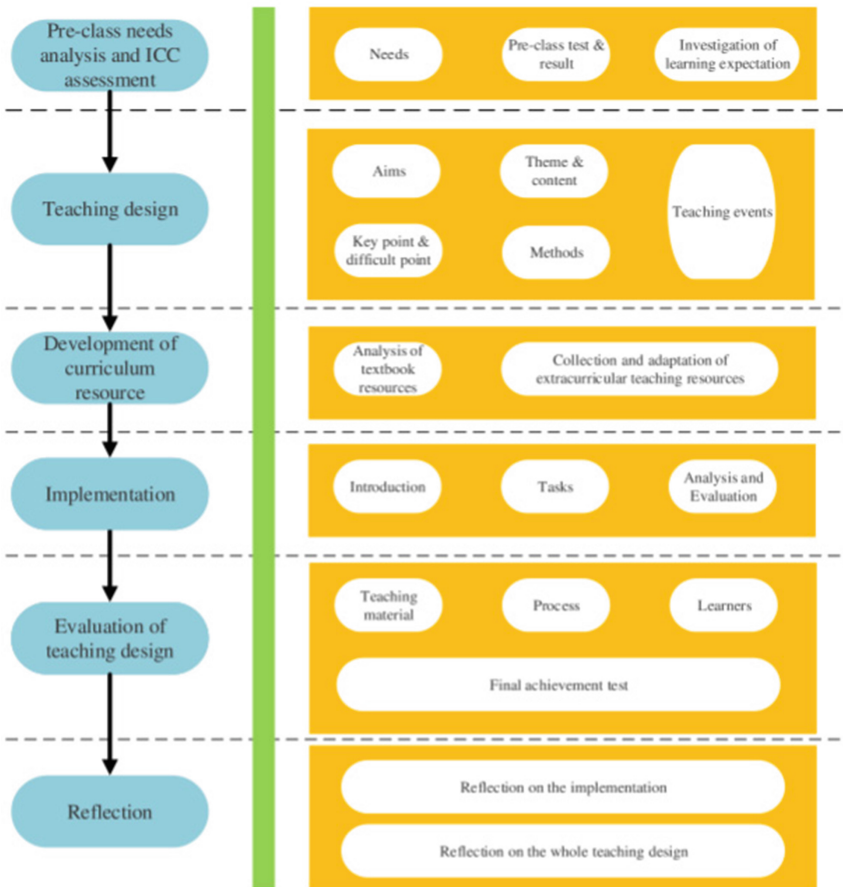 Pre-class needs
analysis and ICC
assessment
Needs
Pre-class test &
result
Investigation of
learning expectation
Teaching design
Aims
Theme &
content
Teaching events
Key point &
difficult point
Methods
Development of
curriculum
resource
Analysis of
textbook
resources
Collection and adaptation of
extracurricular teaching resources
Implementation
Introduction
Tasks
Analysis and
Evaluation
Evaluation of
teaching design
Teaching
material
Process
Learners
Final achievement test
Reflection
Reflection on the implementation
Reflection on the whole teaching design